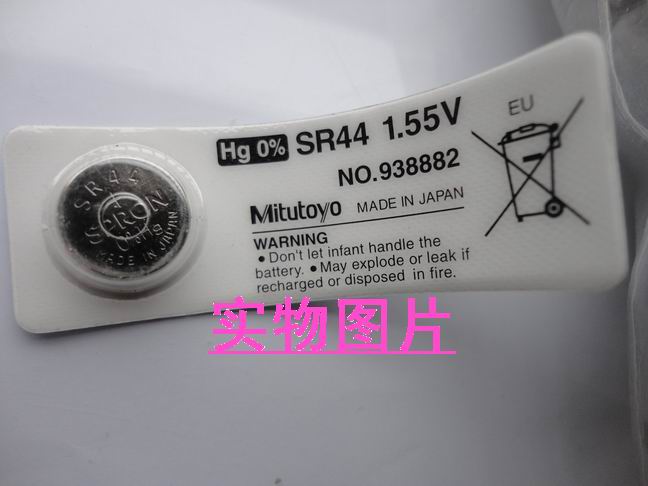 Hg 0% SR44 1.55V
NO.938882
Mitutoyo MADE IN JAPAN
WARNING
• Don't let infant handle the
battery. • May explode or leak if
recharged or disposed in fire.
EU
SR44
MADE IN JAPAN
实物图片